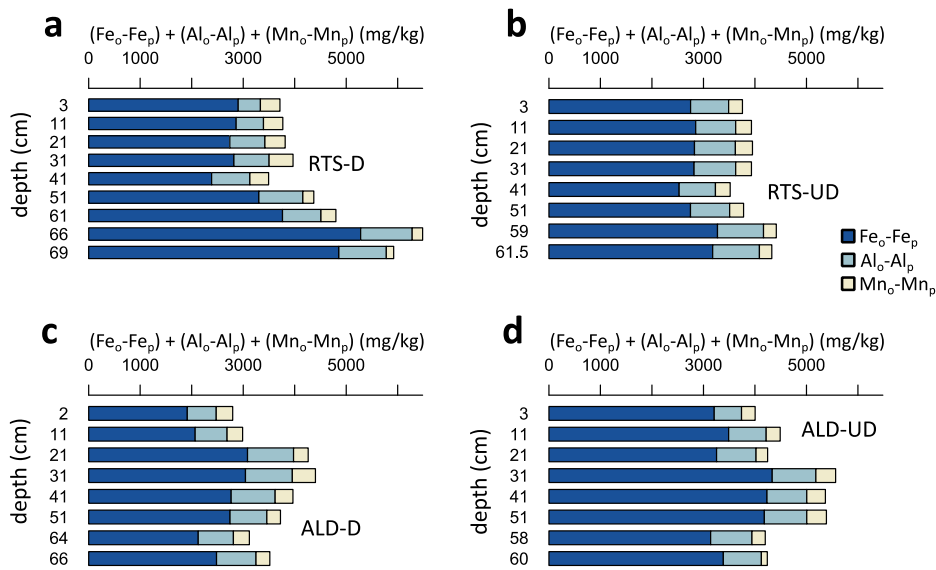 a
(Feo-Fep) + (Alo-Alp) + (Mno-Mnp) (mg/kg)
0 1000 3000 5000
depth (cm)
3
11
21
31
41
51
61
66
69
RTS-D
b
(Feo-Fep) + (Alo-Alp) + (Mno-Mnp) (mg/kg)
0 1000 3000 5000
depth (cm)
3
11
21
31
41
51
59
61.5
RTS-UD
Feo-Fep
Alo-Alp
Mno-Mnp
c
(Feo-Fep) + (Alo-Alp) + (Mno-Mnp) (mg/kg)
0 1000 3000 5000
depth (cm)
2
11
21
31
41
51
64
66
ALD-D
d
(Feo-Fep) + (Alo-Alp) + (Mno-Mnp) (mg/kg)
0 1000 3000 5000
depth (cm)
3
11
21
31
41
51
58
60
ALD-UD